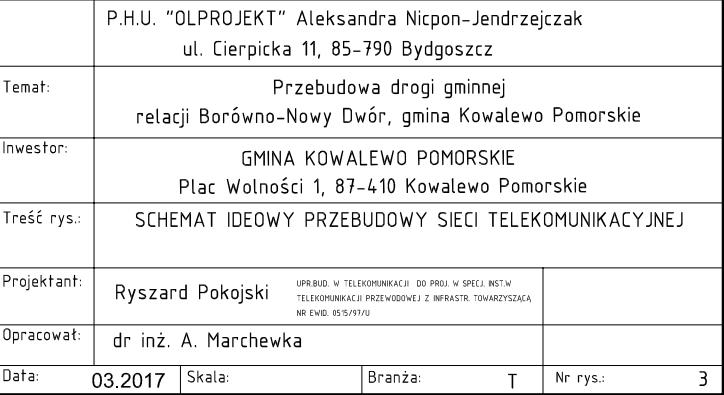 P.H.U. "OLPROJEKT" Aleksandra Nicpon-Jendrzejczak
ul. Cierpicka 11, 85-790 Bydgoszcz
Temat:
Przebudowa drogi gminnej
relacji Borówno-Nowy Dwór, gmina Kowalewo Pomorskie
Inwestor:
GMINA KOWALEWO POMORSKIE
Plac Wolności 1, 87-410 Kowalewo Pomorskie
Treść rys.: SCHEMAT IDEOWY PRZEBUDOWY SIECI TELEKOMUNIKACYJNEJ
Projektant: Ryszard Pokojski
UPR.BUD. W TELEKOMUNIKACJI DO PROJ. W SPECJ. INST.W
TELEKOMUNIKACJI PRZEWODOWEJ Z INFRASTR. TOWARZYSZĄCĄ
NR EWID. 0515/97/U
Opracował: dr inż. A. Marchewka
Data: 03.2017 Skala: Branża: T Nr rys.: 3